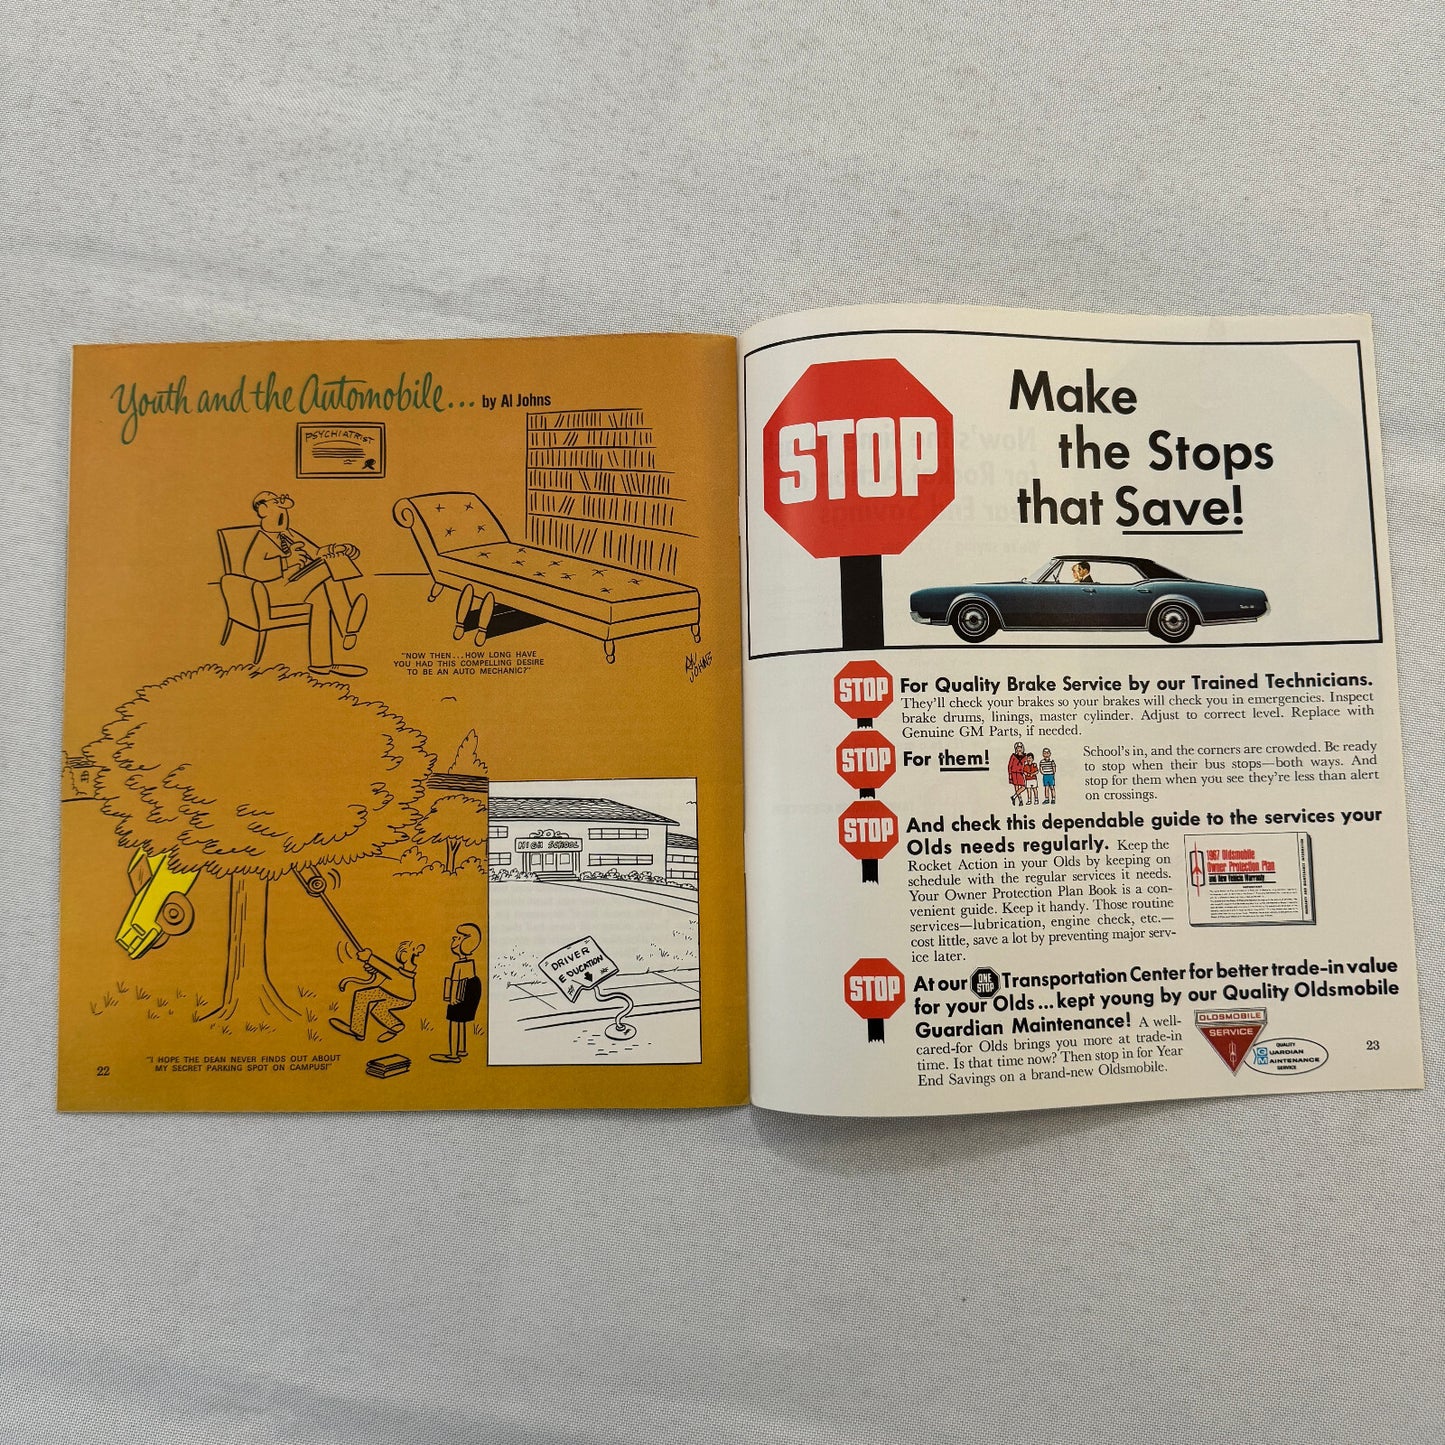 Youth and the Automobile... by Al Johns
PSYCHIATRIST
"NOW THEN...HOW LONG HAVE
YOU HAD THIS COMPELLING DESIRE
TO BE AN AUTO MECHANIC?"
AL JOHNS
HIGH SCHOOL
DRIVER
EDUCATION
"I HOPE THE DEAN NEVER FINDS OUT ABOUT
MY SECRET PARKING SPOT ON CAMPUS!"
22
STOP
Make
the Stops
that Save!
STOP
For Quality Brake Service by our Trained Technicians.
They'll check your brakes so your brakes will check you in emergencies. Inspect
brake drums, linings, master cylinder. Adjust to correct level. Replace with
Genuine GM Parts, if needed.
STOP
For them!
School's in, and the corners are crowded. Be ready
to stop when their bus stops—both ways. And
stop for them when you see they're less than alert
on crossings.
STOP
And check this dependable guide to the services your
Olds needs regularly. Keep the
Rocket Action in your Olds by keeping on
schedule with the regular services it needs.
Your Owner Protection Plan Book is a con-
venient guide. Keep it handy. Those routine
services—lubrication, engine check, etc.—
cost little, save a lot by preventing major serv-
ice later.
1967 Oldsmobile
Owner Protection Plan
and New Vehicle Warranty
STOP
At our ONE STOP Transportation Center for better trade-in value
for your Olds...kept young by our Quality Oldsmobile
Guardian Maintenance! A well-
cared-for Olds brings you more at trade-in
time. Is that time now? Then stop in for Year
End Savings on a brand-new Oldsmobile.
OLDSMOBILE
SERVICE
QUALITY
GUARDIAN
MAINTENANCE
SERVICE
23